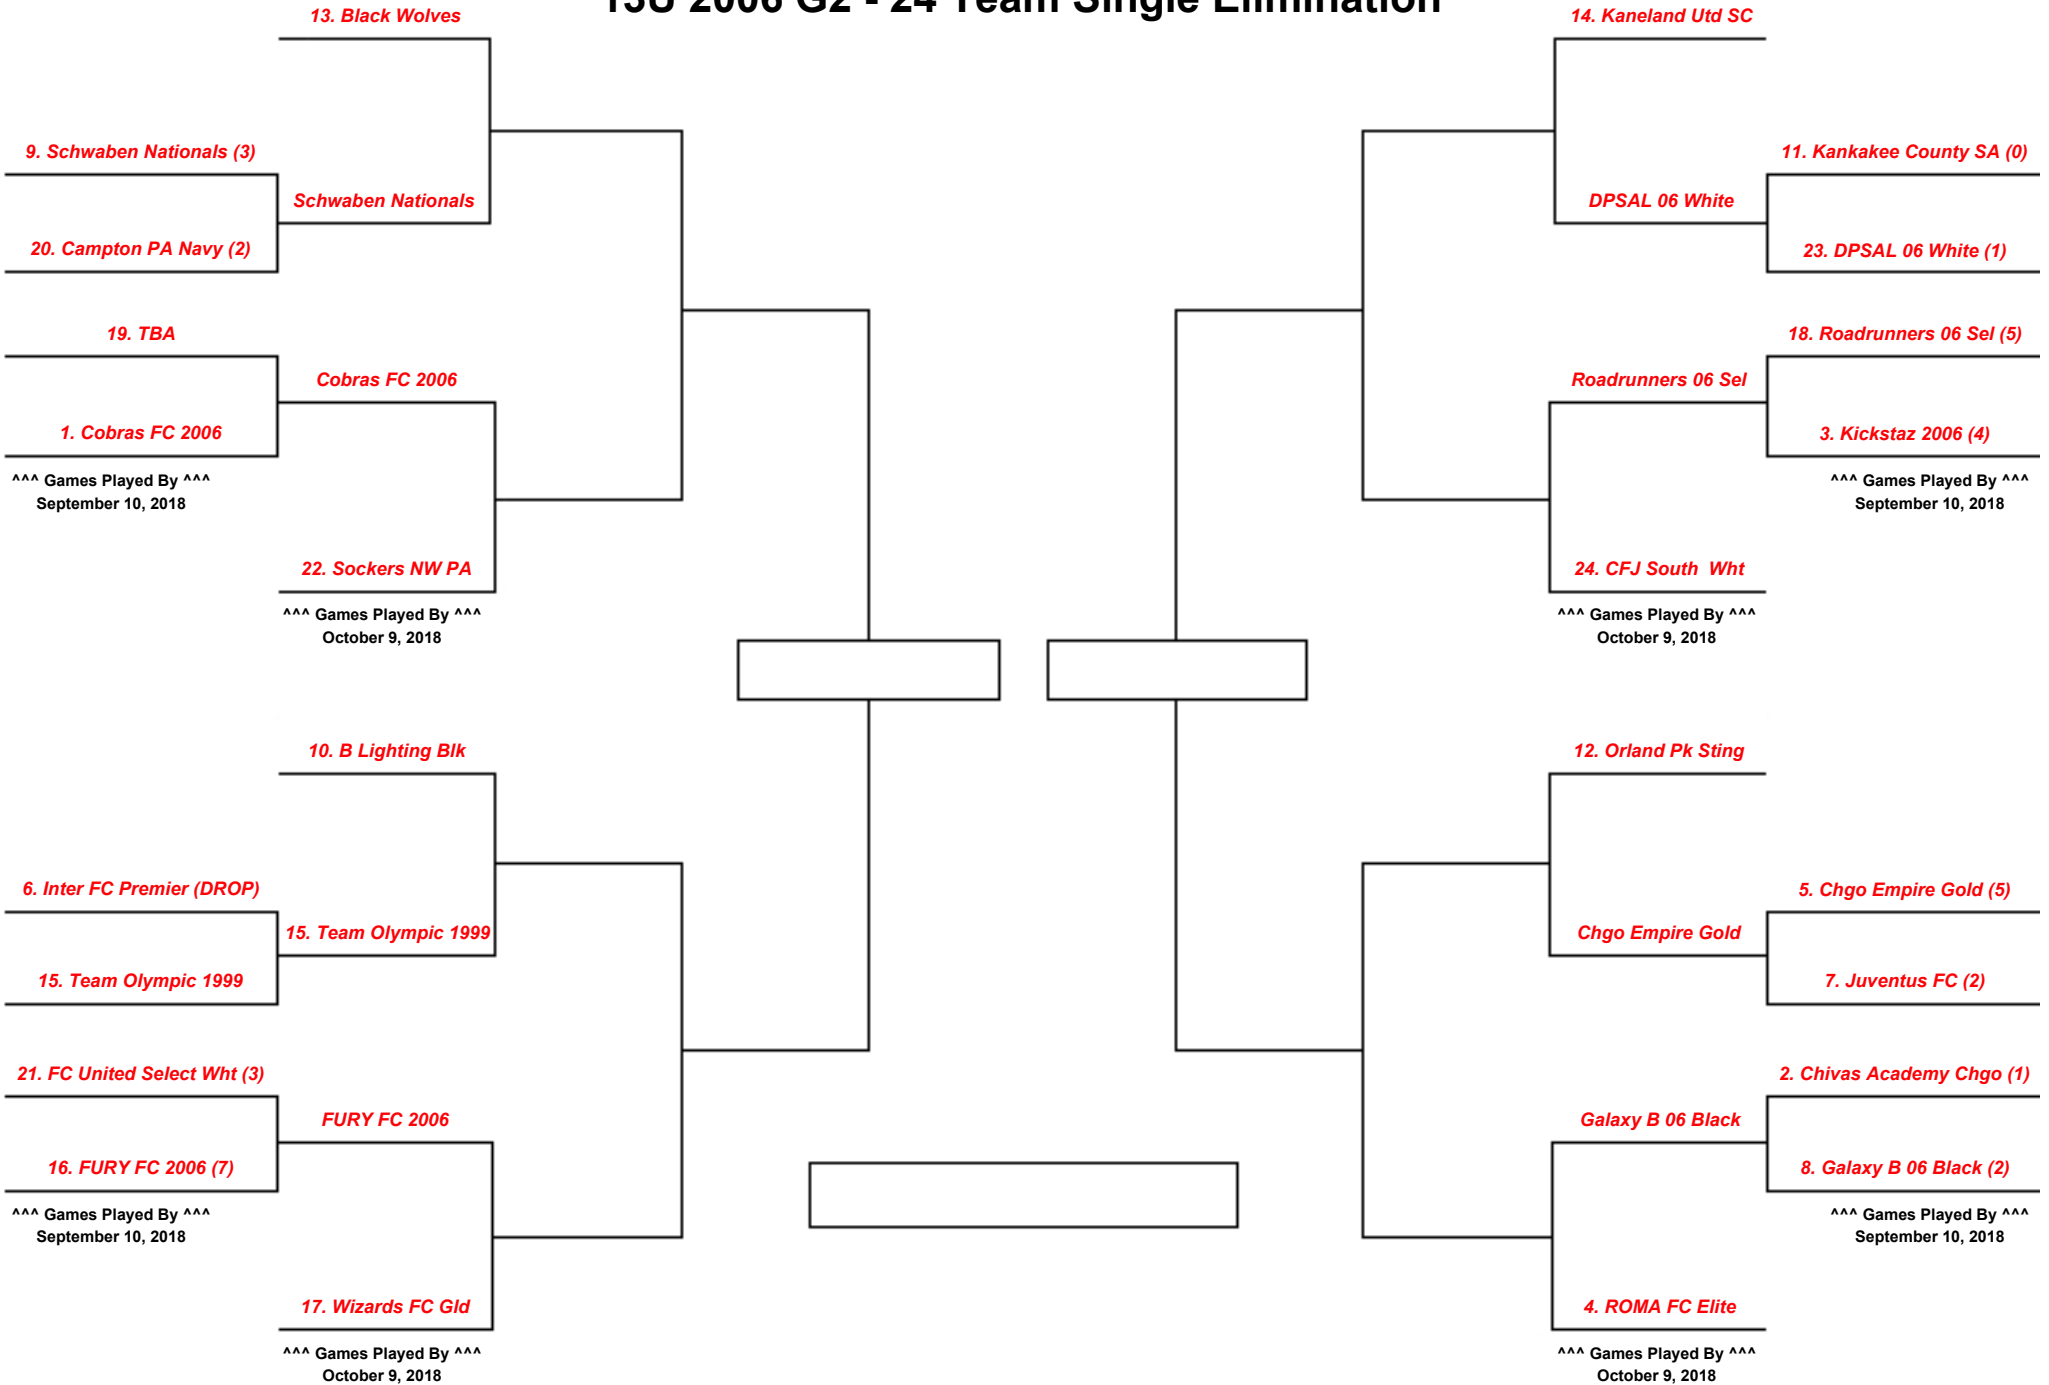 13U 2006 G2 - 24 Team Single Elimination
13. Black Wolves
14. Kaneland Utd SC
9. Schwaben Nationals (3)
11. Kankakee County SA (0)
Schwaben Nationals
DPSAL 06 White
20. Campton PA Navy (2)
23. DPSAL 06 White (1)
19. TBA
18. Roadrunners 06 Sel (5)
Cobras FC 2006
Roadrunners 06 Sel
1. Cobras FC 2006
3. Kickstaz 2006 (4)
^^^ Games Played By ^^^
September 10, 2018
^^^ Games Played By ^^^
September 10, 2018
22. Sockers NW PA
24. CFJ South  Wht
^^^ Games Played By ^^^
October 9, 2018
^^^ Games Played By ^^^
October 9, 2018
10. B Lighting Blk
12. Orland Pk Sting
6. Inter FC Premier (DROP)
5. Chgo Empire Gold (5)
15. Team Olympic 1999
Chgo Empire Gold
15. Team Olympic 1999
7. Juventus FC (2)
21. FC United Select Wht (3)
2. Chivas Academy Chgo (1)
FURY FC 2006
Galaxy B 06 Black
16. FURY FC 2006 (7)
8. Galaxy B 06 Black (2)
^^^ Games Played By ^^^
September 10, 2018
^^^ Games Played By ^^^
September 10, 2018
17. Wizards FC Gld
4. ROMA FC Elite
^^^ Games Played By ^^^
October 9, 2018
^^^ Games Played By ^^^
October 9, 2018